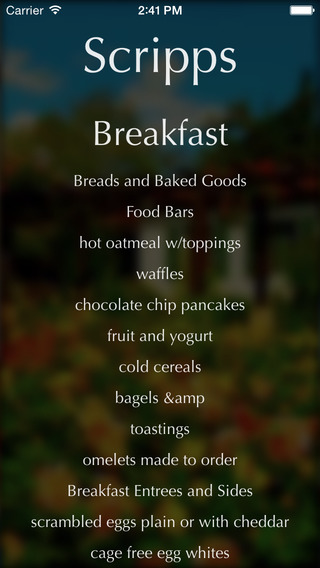 Carrier 2:41 PM
Scripps
Breakfast
Breads and Baked Goods
Food Bars
hot oatmeal w/toppings
waffles
chocolate chip pancakes
fruit and yogurt
cold cereals
bagels &amp
toastings
omelets made to order
Breakfast Entrees and Sides
scrambled eggs plain or with cheddar
cage free egg whites